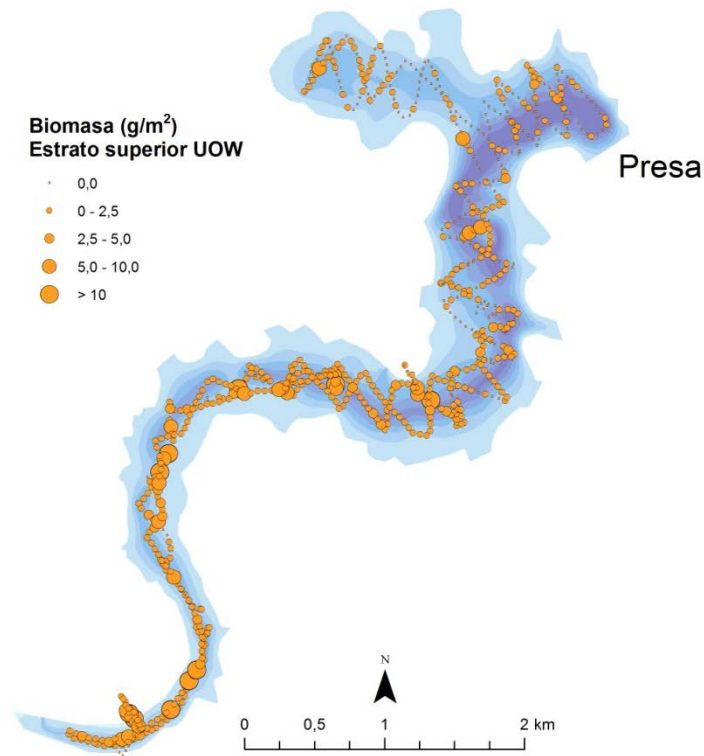 Biomasa (g/m²)
Estrato superior UOW
0,0
0 - 2,5
2,5 - 5,0
5,0 - 10,0
> 10
Presa
N
0 0,5 1 2 km